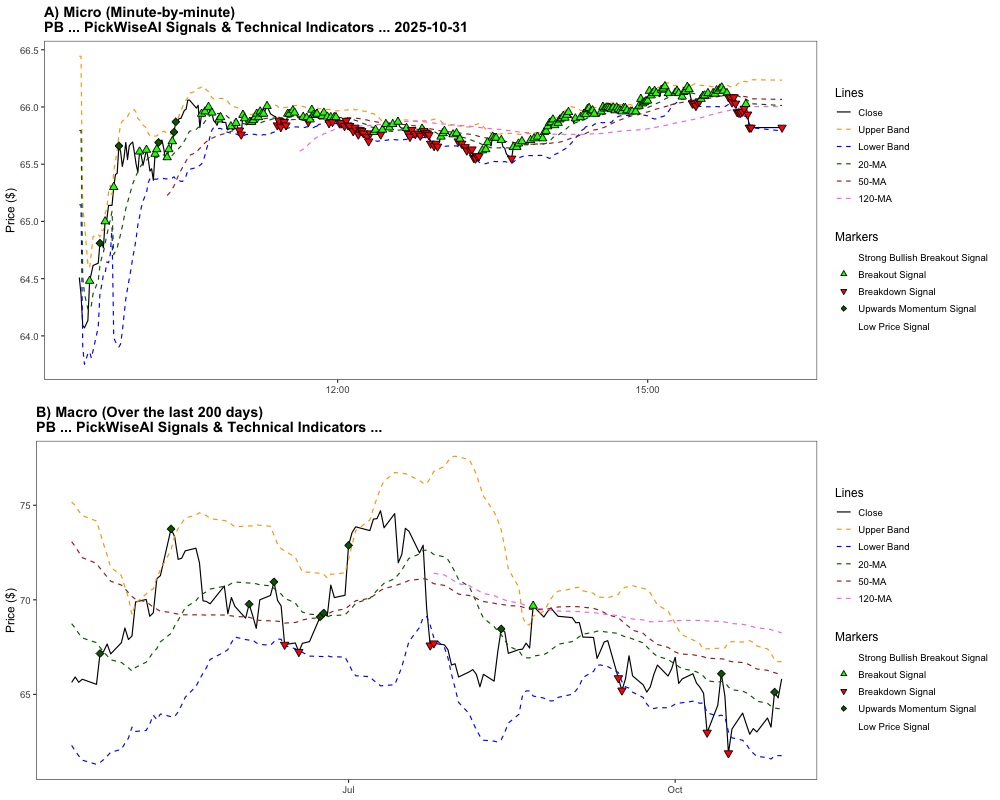 A) Micro (Minute-by-minute)
PB ... PickWiseAI Signals & Technical Indicators ... 2025-10-31
Price ($)
66.5
66.0
65.5
65.0
64.5
64.0
12:00
15:00
Lines
Close
Upper Band
Lower Band
20-MA
50-MA
120-MA
Markers
Strong Bullish Breakout Signal
Breakout Signal
Breakdown Signal
Upwards Momentum Signal
Low Price Signal
B) Macro (Over the last 200 days)
PB ... PickWiseAI Signals & Technical Indicators ...
Price ($)
75
70
65
Jul
Oct
Lines
Close
Upper Band
Lower Band
20-MA
50-MA
120-MA
Markers
Strong Bullish Breakout Signal
Breakout Signal
Breakdown Signal
Upwards Momentum Signal
Low Price Signal